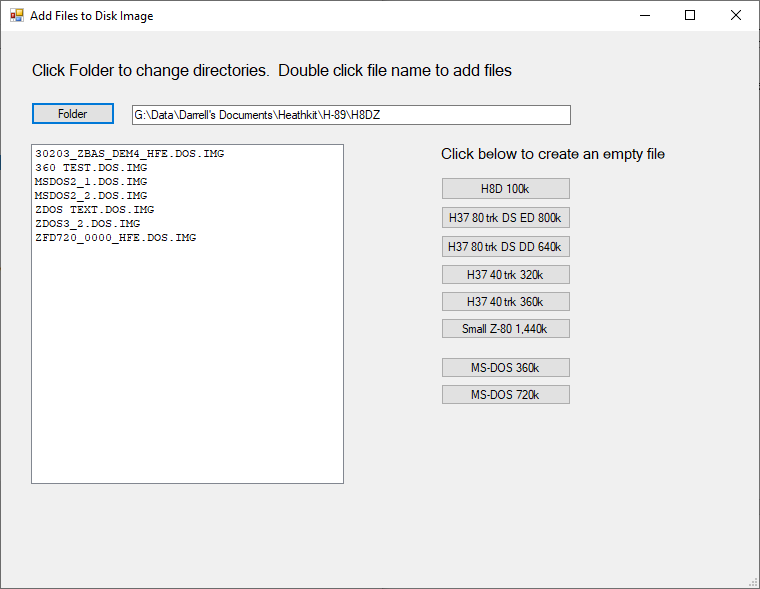 Add Files to Disk Image
Click Folder to change directories.  Double click file name to add files
Folder
G:\Data\Darrell's Documents\Heathkit\H-89\H8DZ
30203_ZBAS_DEM4_HFE.DOS.IMG
360 TEST.DOS.IMG
MSDOS2_1.DOS.IMG
MSDOS2_2.DOS.IMG
ZDOS TEXT.DOS.IMG
ZDOS3_2.DOS.IMG
ZFD720_0000_HFE.DOS.IMG
Click below to create an empty file
H8D 100k
H37 80 trk DS ED 800k
H37 80 trk DS DD 640k
H37 40 trk 320k
H37 40 trk 360k
Small Z-80 1,440k
MS-DOS 360k
MS-DOS 720k